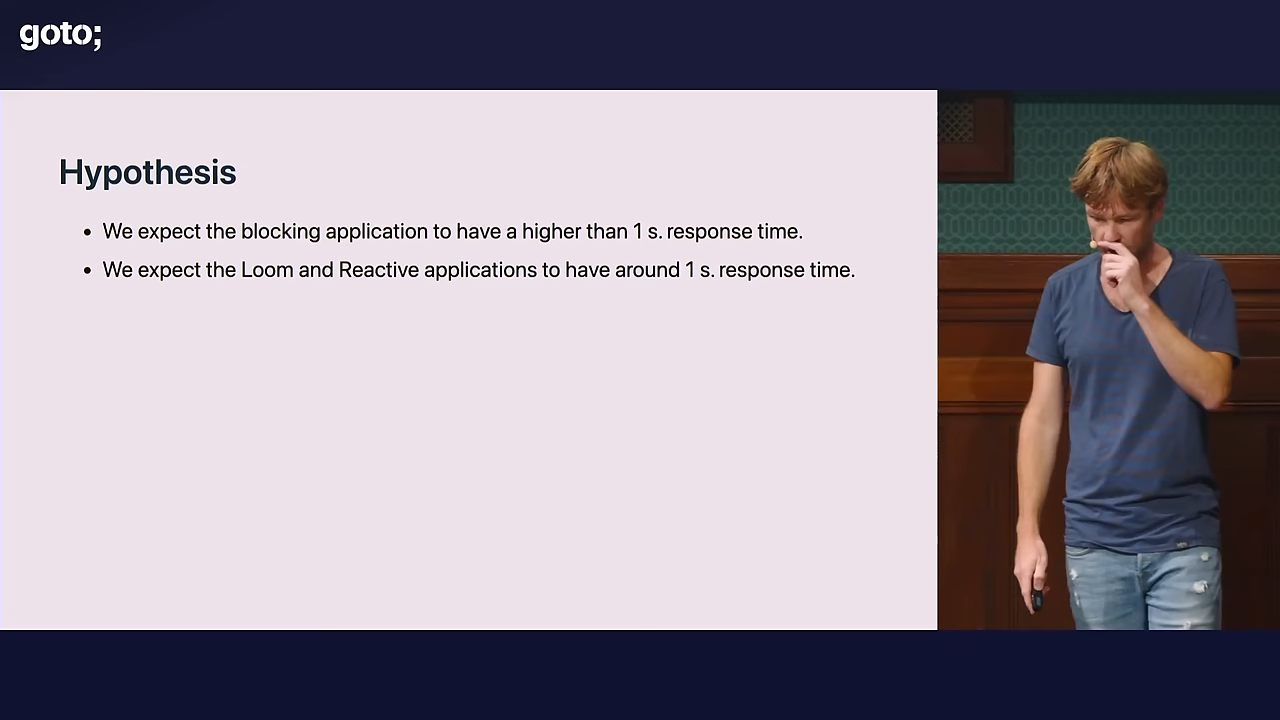 goto;
Hypothesis
• We expect the blocking application to have a higher than 1 s. response time.
• We expect the Loom and Reactive applications to have around 1 s. response time.